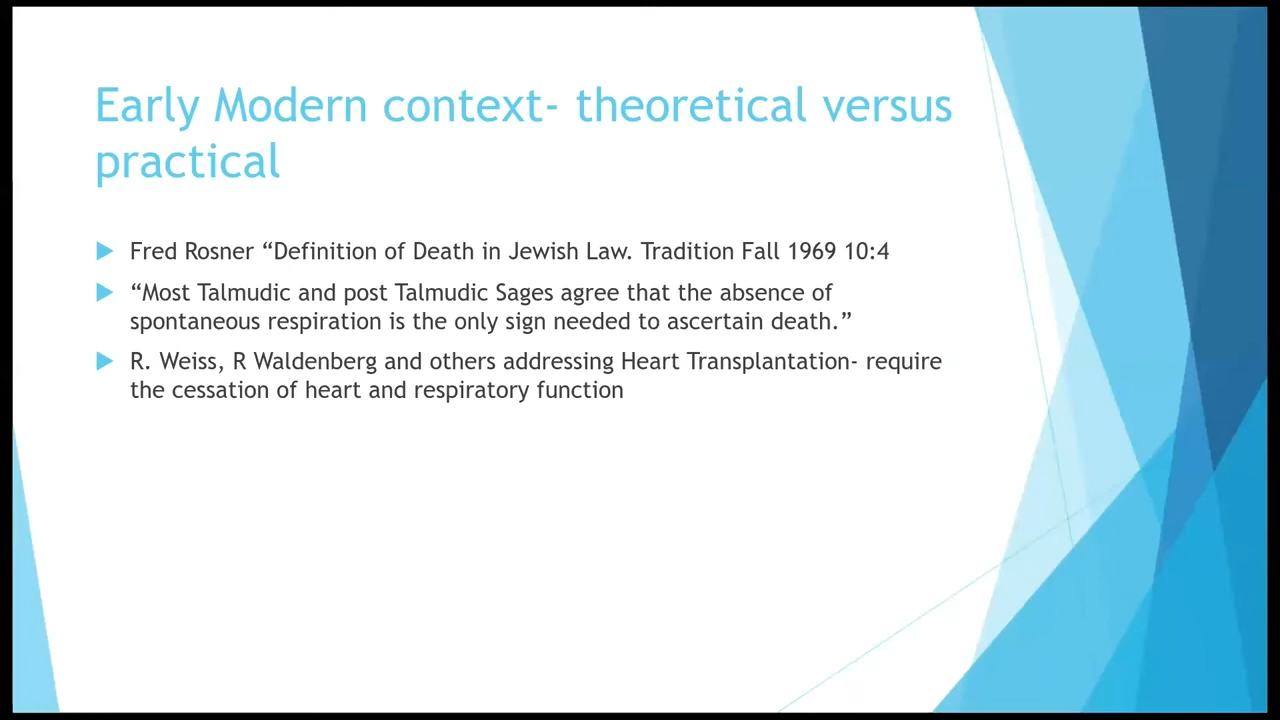 Early Modern context- theoretical versus
practical
Fred Rosner “Definition of Death in Jewish Law. Tradition Fall 1969 10:4
“Most Talmudic and post Talmudic Sages agree that the absence of
spontaneous respiration is the only sign needed to ascertain death.”
R. Weiss, R Waldenberg and others addressing Heart Transplantation- require
the cessation of heart and respiratory function